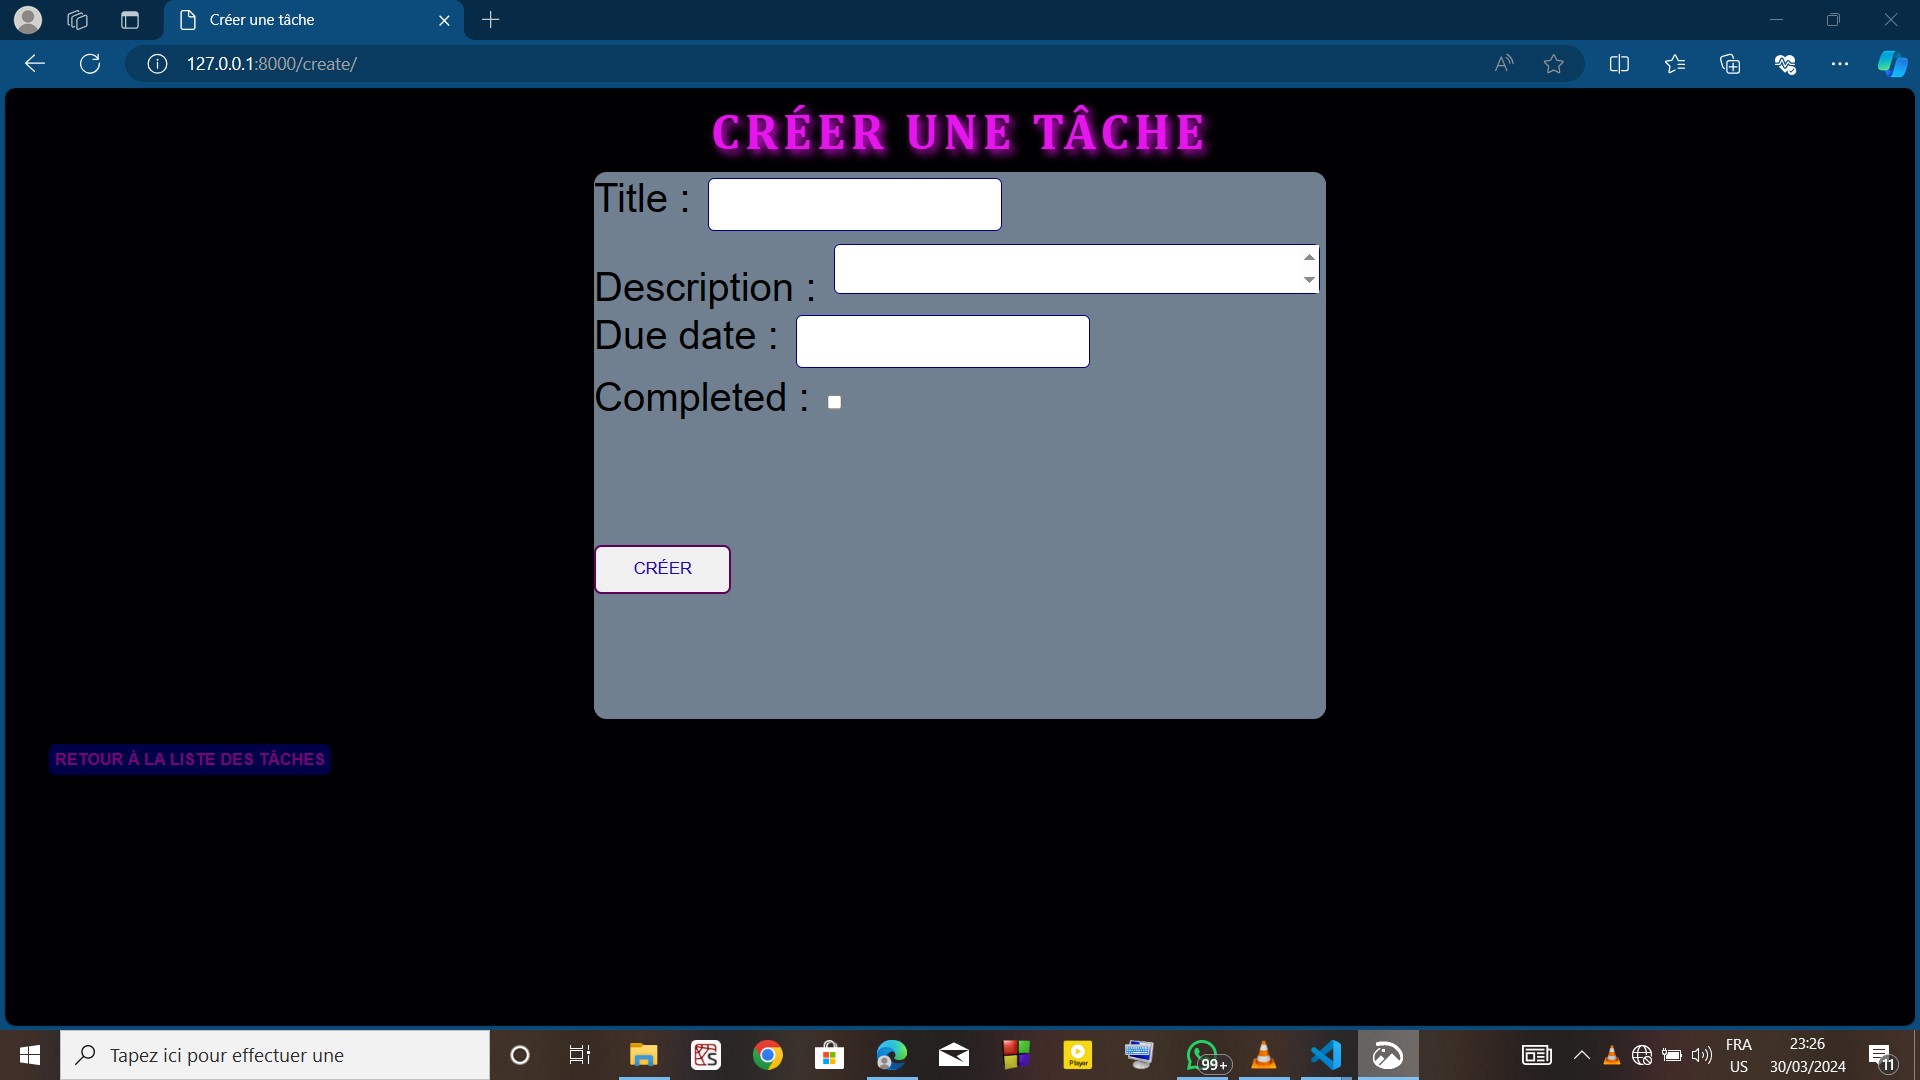 Créer une tâche
127.0.0.1:8000/create/
CRÉER UNE TÂCHE
Title :
Description :
Due date :
Completed :
CRÉER
RETOUR À LA LISTE DES TÂCHES
Tapez ici pour effectuer une
Player
99+
FRA
US
23:26
30/03/2024
11